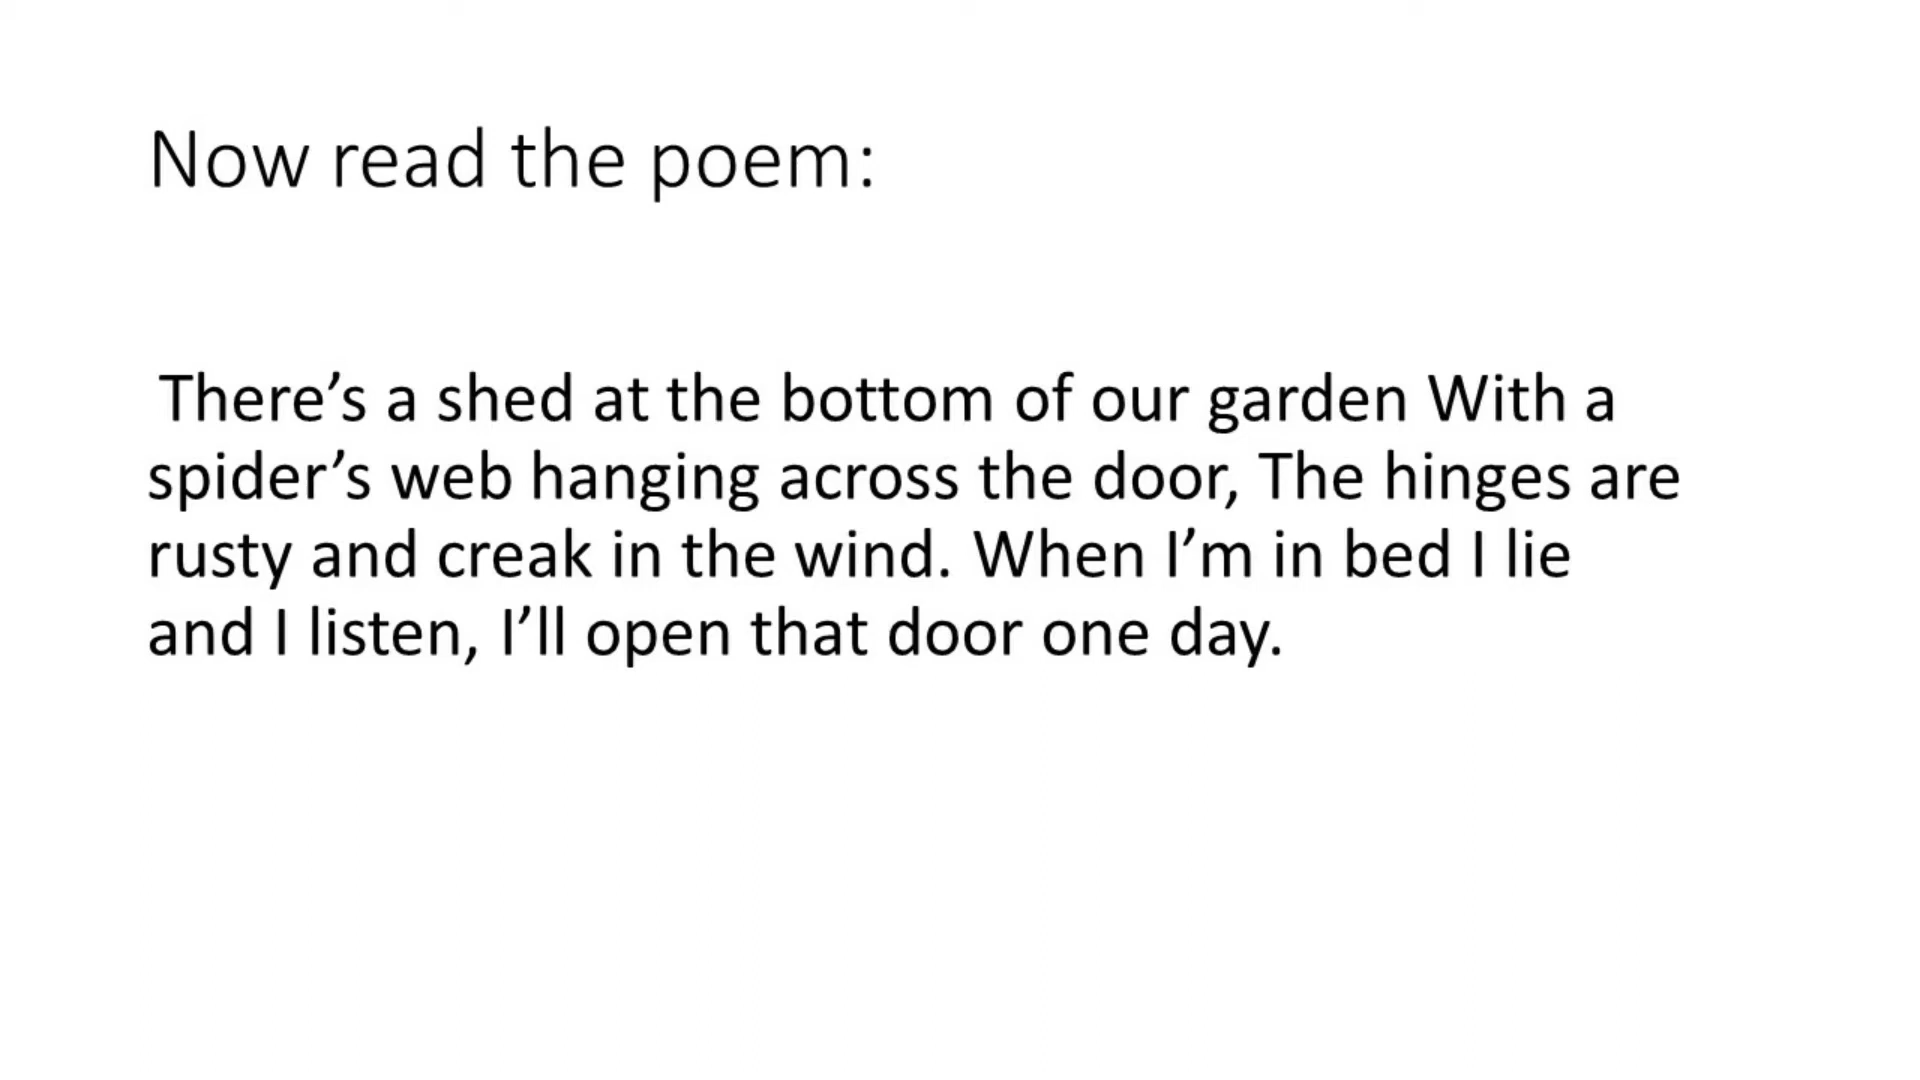 Now read the poem:
There’s a shed at the bottom of our garden With a
spider’s web hanging across the door, The hinges are
rusty and creak in the wind. When I’m in bed I lie
and I listen, I’ll open that door one day.